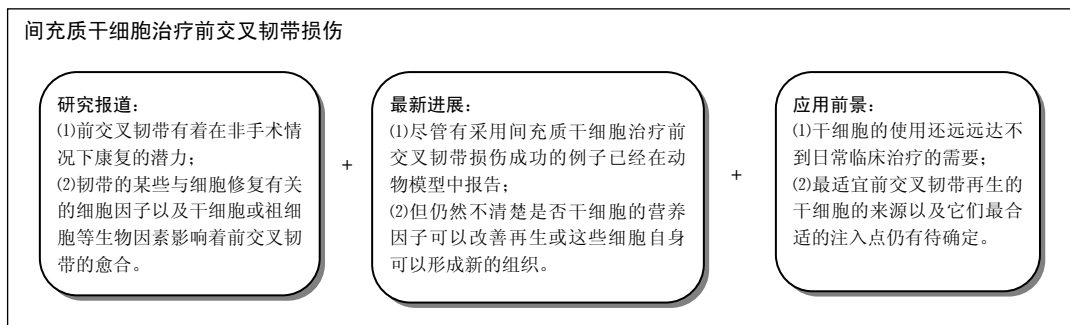 间充质干细胞治疗前交叉韧带损伤
研究报道：
⑴前交叉韧带有着在非手术情
况下康复的潜力；
⑵韧带的某些与细胞修复有关
的细胞因子以及干细胞或祖细
胞等生物因素影响着前交叉韧
带的愈合。
+
最新进展：
⑴尽管有采用间充质干细胞治疗前
交叉韧带损伤成功的例子已经在动
物模型中报告；
⑵但仍然不清楚是否干细胞的营养
因子可以改善再生或这些细胞自身
可以形成新的组织。
+
应用前景：
⑴干细胞的使用还远远达不
到日常临床治疗的需要；
⑵最适宜前交叉韧带再生的
干细胞的来源以及它们最合
适的注入点仍有待确定。